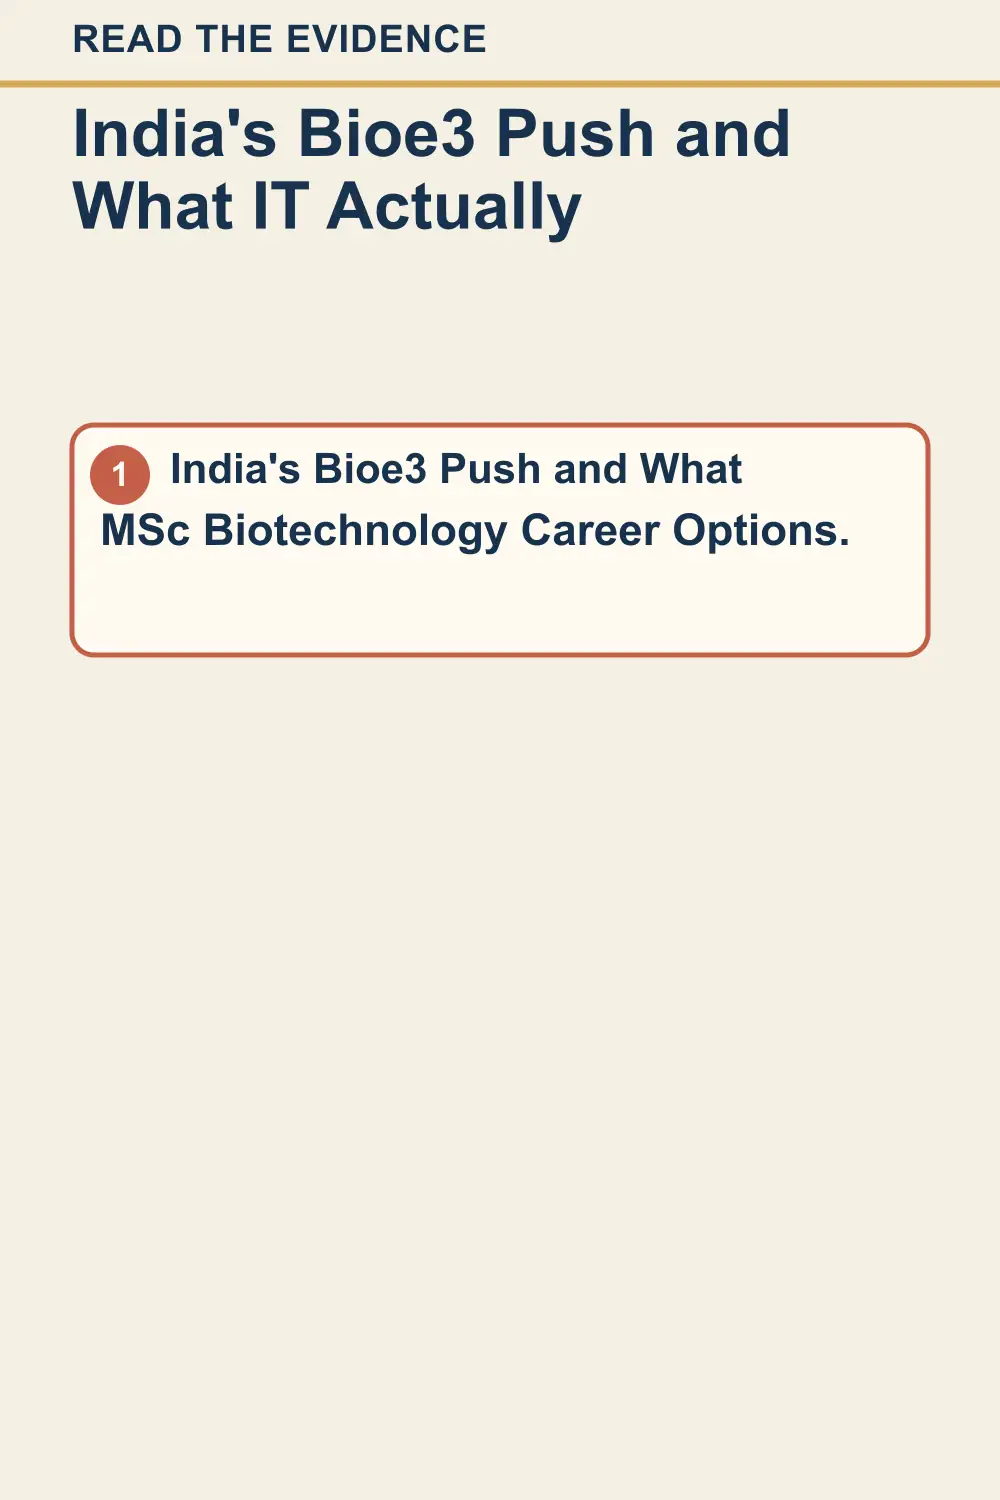 READ THE EVIDENCE
India's Bioe3 Push and
What IT Actually
1 India's Bioe3 Push and What
MSc Biotechnology Career Options.